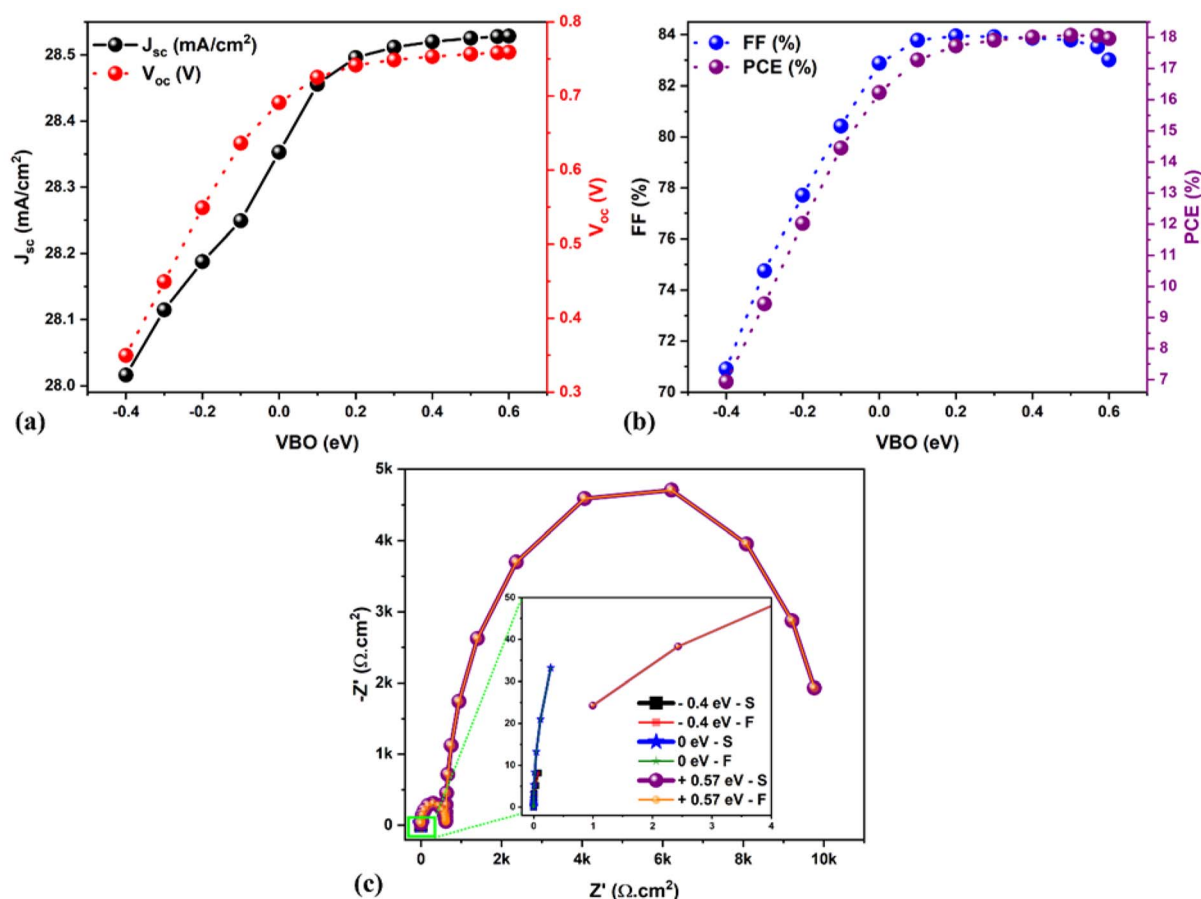 J_sc (mA/cm²)
V_oc (V)
28.5
28.4
28.3
28.2
28.1
28.0
J_sc (mA/cm²)
0.8
0.7
0.6
0.5
0.4
0.3
V_oc (V)
-0.4 -0.2 0.0 0.2 0.4 0.6
VBO (eV)
(a)
FF (%)
PCE (%)
84
82
80
78
76
74
72
70
FF (%)
18
17
16
15
14
13
12
11
10
9
8
7
PCE (%)
-0.4 -0.2 0.0 0.2 0.4 0.6
VBO (eV)
(b)
5k
4k
3k
2k
1k
0
-Z' (Ω.cm²)
50
40
30
20
10
0
0 1 2 3 4
- 0.4 eV - S
- 0.4 eV - F
0 eV - S
0 eV - F
+ 0.57 eV - S
+ 0.57 eV - F
0 2k 4k 6k 8k 10k
Z' (Ω.cm²)
(c)